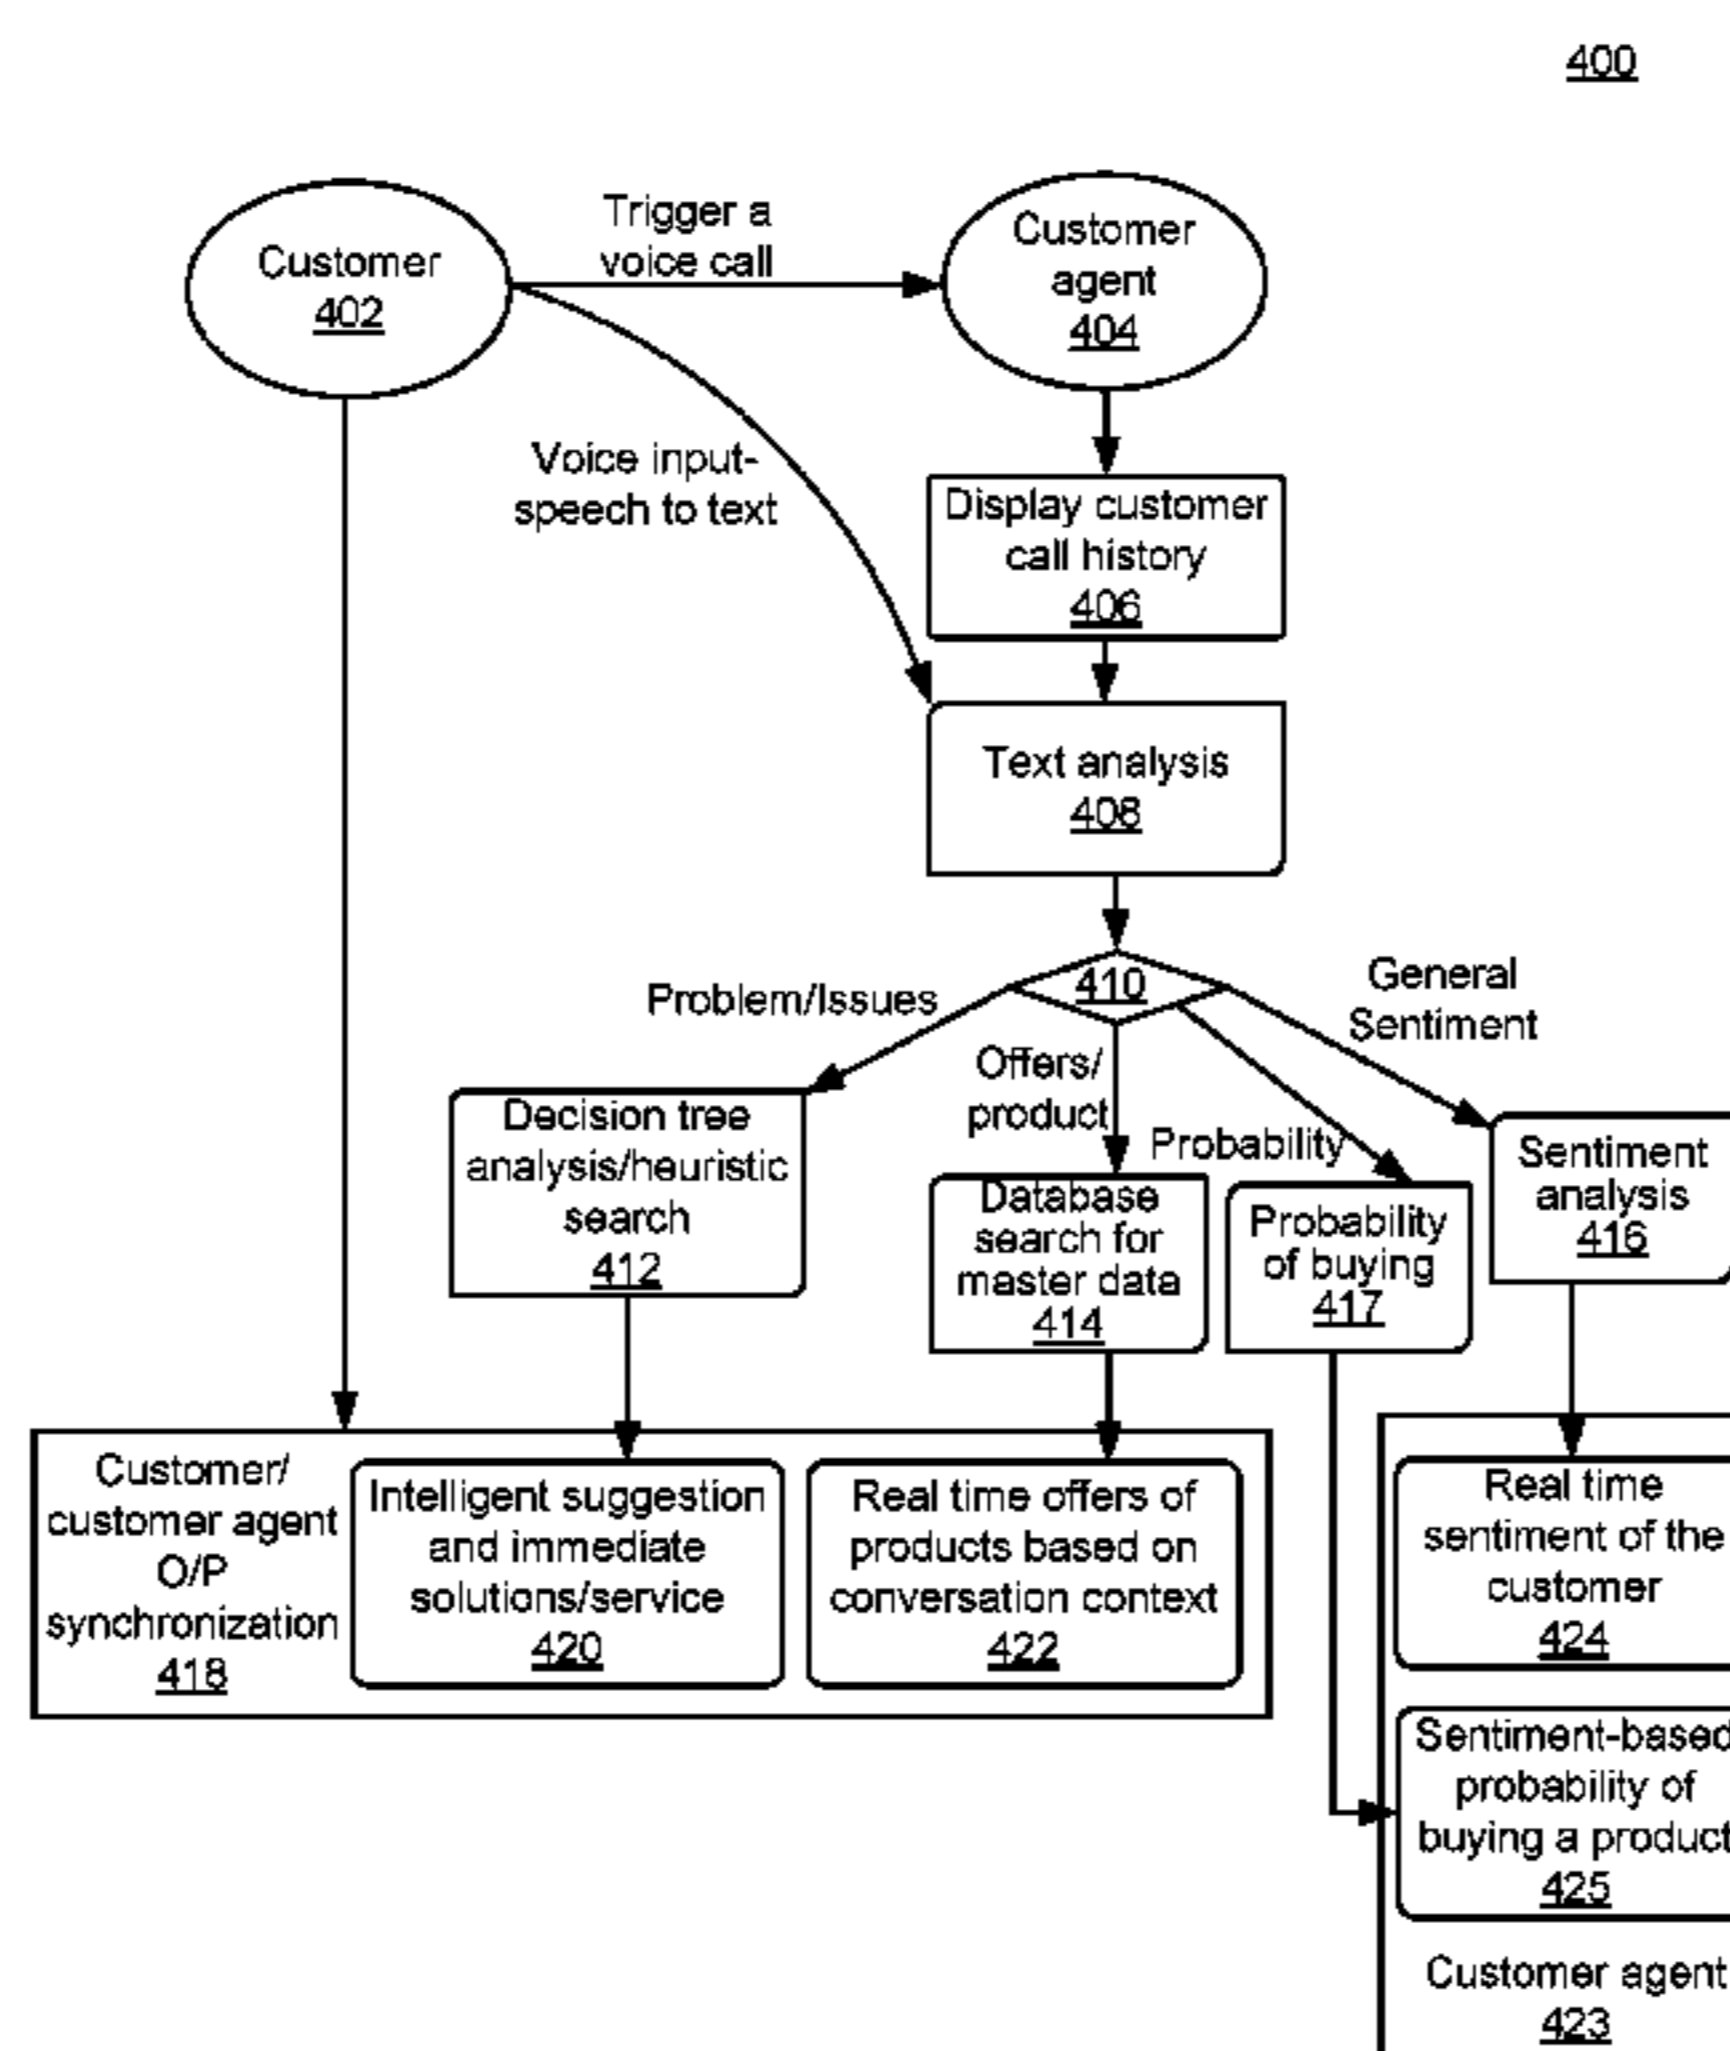 400
Customer
402
Trigger a
voice call
Customer
agent
404
Voice input-
speech to text
Display customer
call history
406
Text analysis
408
410
Problem/Issues
Offers/
product
Probability
General
Sentiment
Decision tree
analysis/heuristic
search
412
Database
search for
master data
414
Probability
of buying
417
Sentiment
analysis
416
Customer/
customer agent
O/P
synchronization
418
Intelligent suggestion
and immediate
solutions/service
420
Real time offers of
products based on
conversation context
422
Real time
sentiment of the
customer
424
Sentiment-based
probability of
buying a product
425
Customer agent
423